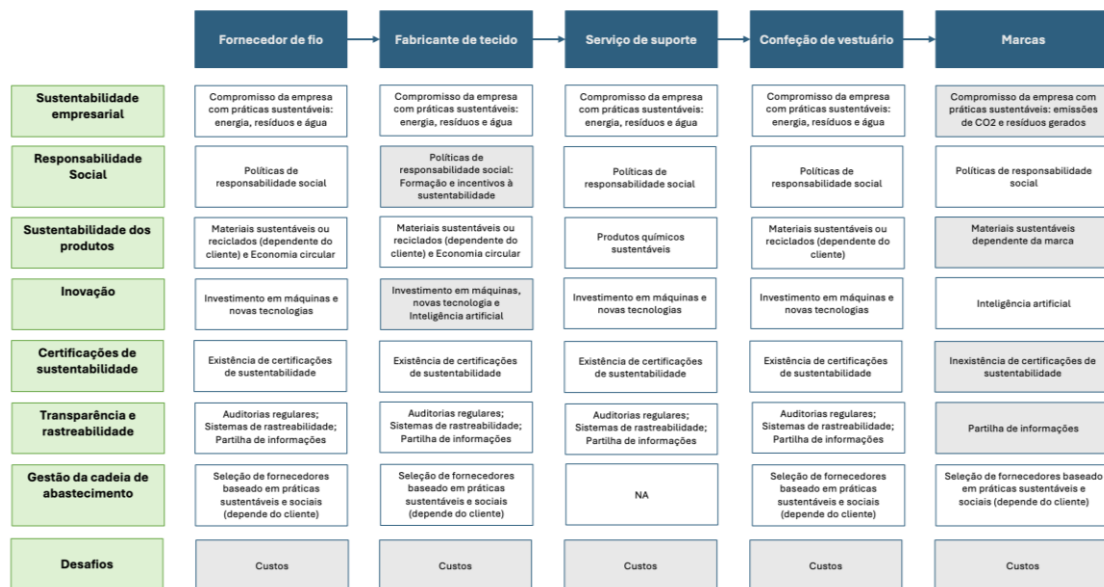 Fornecedor de fio
Fabricante de tecido
Serviço de suporte
Confeção de vestuário
Marcas
Sustentabilidade
empresarial
Compromisso da empresa
com práticas sustentáveis:
energia, resíduos e água
Compromisso da empresa
com práticas sustentáveis:
energia, resíduos e água
Compromisso da empresa
com práticas sustentáveis:
energia, resíduos e água
Compromisso da empresa
com práticas sustentáveis:
energia, resíduos e água
Compromisso da empresa com
práticas sustentáveis: emissões
de CO2 e resíduos gerados
Responsabilidade
Social
Políticas de
responsabilidade social
Políticas de
responsabilidade social:
Formação e incentivos à
sustentabilidade
Políticas de
responsabilidade social
Políticas de
responsabilidade social
Políticas de responsabilidade
social
Sustentabilidade dos
produtos
Materiais sustentáveis ou
reciclados (dependente do
cliente) e Economia circular
Materiais sustentáveis ou
reciclados (dependente do
cliente) e Economia circular
Produtos químicos
sustentáveis
Materiais sustentáveis ou
reciclados (dependente do
cliente)
Materiais sustentáveis
dependente da marca
Inovação
Investimento em máquinas e
novas tecnologias
Investimento em máquinas,
novas tecnologia e
Inteligência artificial
Investimento em máquinas e
novas tecnologias
Investimento em máquinas e
novas tecnologias
Inteligência artificial
Certificações de
sustentabilidade
Existência de certificações
de sustentabilidade
Existência de certificações
de sustentabilidade
Existência de certificações
de sustentabilidade
Existência de certificações
de sustentabilidade
Inexistência de certificações de
sustentabilidade
Transparência e
rastreabilidade
Auditorias regulares;
Sistemas de rastreabilidade;
Partilha de informações
Auditorias regulares;
Sistemas de rastreabilidade;
Partilha de informações
Auditorias regulares;
Sistemas de rastreabilidade;
Partilha de informações
Auditorias regulares;
Sistemas de rastreabilidade;
Partilha de informações
Partilha de informações
Gestão da cadeia de
abastecimento
Seleção de fornecedores
baseado em práticas
sustentáveis e sociais
(depende do cliente)
Seleção de fornecedores
baseado em práticas
sustentáveis e sociais
(depende do cliente)
NA
Seleção de fornecedores
baseado em práticas
sustentáveis e sociais
(depende do cliente)
Seleção de fornecedores baseado
em práticas sustentáveis e
sociais (depende do cliente)
Desafios
Custos
Custos
Custos
Custos
Custos